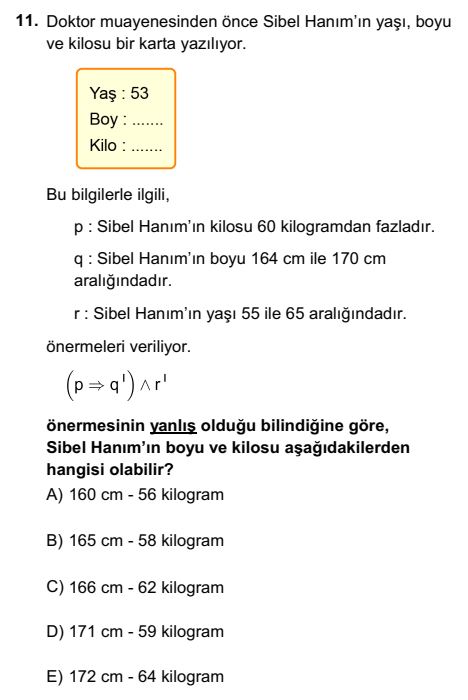 11. Doktor muayenesinden önce Sibel Hanım’ın yaşı, boyu
ve kilosu bir karta yazılıyor.
Yaş : 53
Boy : .......
Kilo : .......
Bu bilgilerle ilgili,
p : Sibel Hanım’ın kilosu 60 kilogramdan fazladır.
q : Sibel Hanım’ın boyu 164 cm ile 170 cm
aralığındadır.
r : Sibel Hanım’ın yaşı 55 ile 65 aralığındadır.
önermeleri veriliyor.
(p ⇒ q') ∧ r'
önermesinin yanlış olduğu bilindiğine göre,
Sibel Hanım’ın boyu ve kilosu aşağıdakilerden
hangisi olabilir?
A) 160 cm - 56 kilogram
B) 165 cm - 58 kilogram
C) 166 cm - 62 kilogram
D) 171 cm - 59 kilogram
E) 172 cm - 64 kilogram